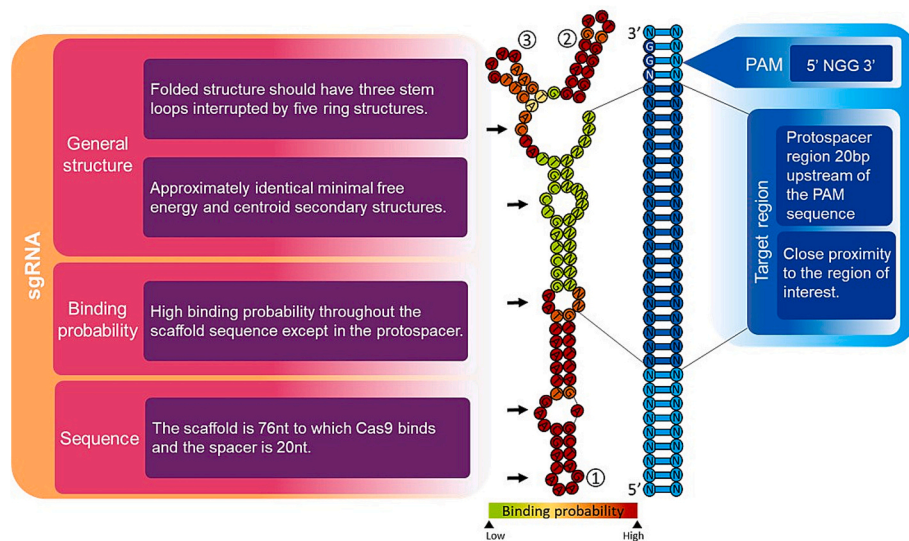 sgRNA
General
structure
Folded structure should have three stem
loops interrupted by five ring structures.
Approximately identical minimal free
energy and centroid secondary structures.
Binding
probability
High binding probability throughout the
scaffold sequence except in the protospacer.
Sequence
The scaffold is 76nt to which Cas9 binds
and the spacer is 20nt.
③
②
①
Binding probability
Low
High
3'
N
G
G
N
5'
PAM
5' NGG 3'
Target region
Protospacer
region 20bp
upstream of
the PAM
sequence
Close proximity
to the region of
interest.